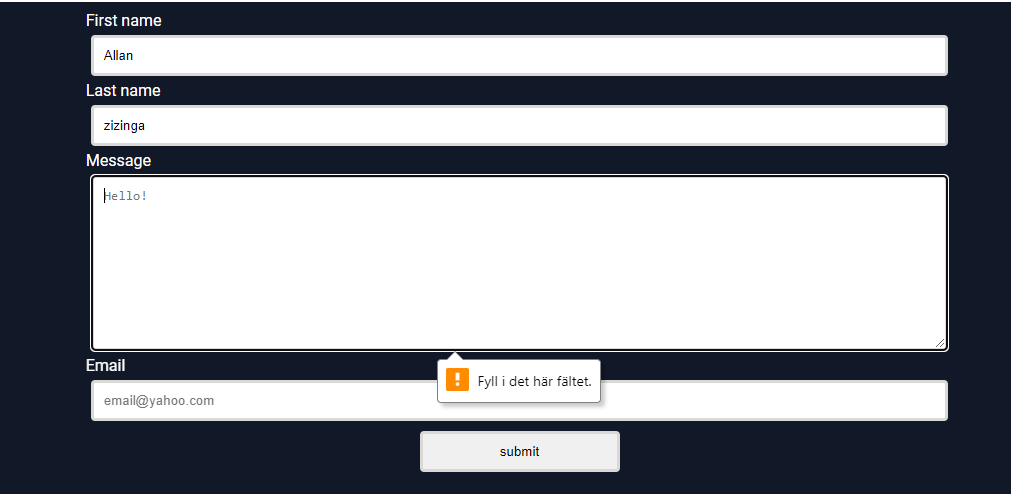 First name
Allan
Last name
zizinga
Message
Hello!
Email
Fyll i det här fältet.
email@yahoo.com
submit